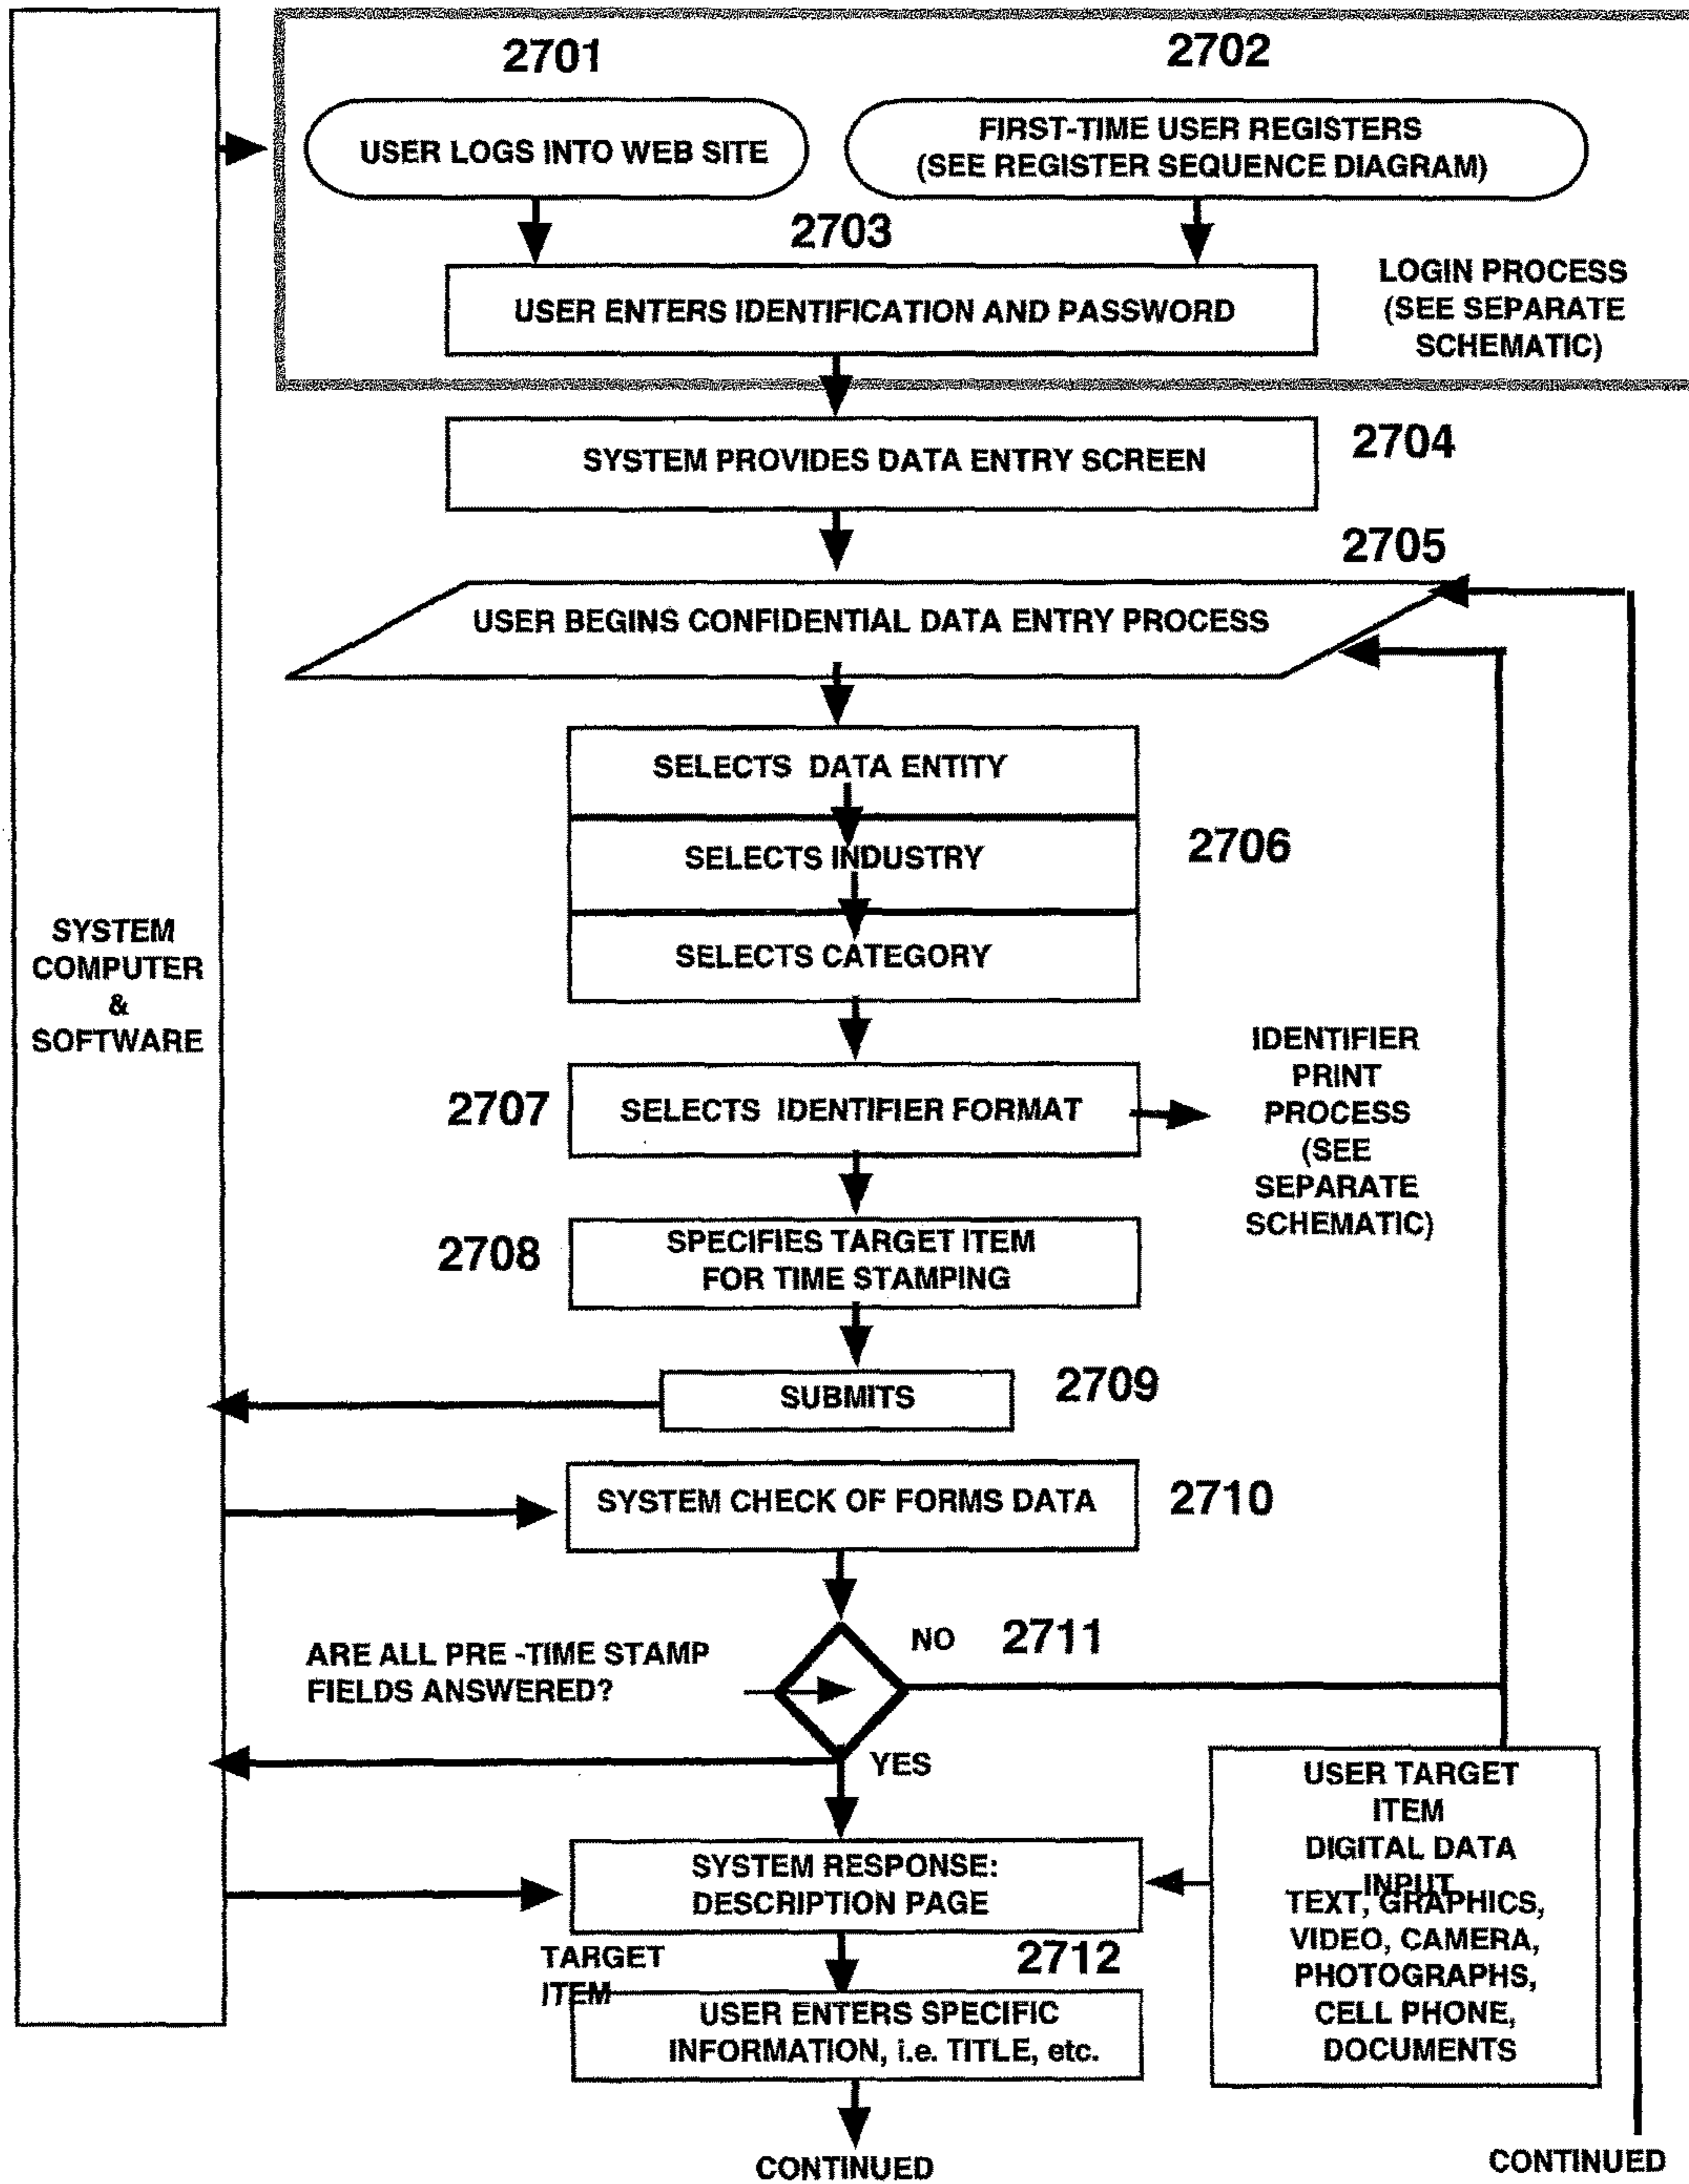 2701
2702
USER LOGS INTO WEB SITE
FIRST-TIME USER REGISTERS
(SEE REGISTER SEQUENCE DIAGRAM)
2703
USER ENTERS IDENTIFICATION AND PASSWORD
LOGIN PROCESS
(SEE SEPARATE
SCHEMATIC)
SYSTEM PROVIDES DATA ENTRY SCREEN
2704
2705
USER BEGINS CONFIDENTIAL DATA ENTRY PROCESS
SELECTS DATA ENTITY
SELECTS INDUSTRY
2706
SELECTS CATEGORY
SYSTEM
COMPUTER
&
SOFTWARE
2707
SELECTS IDENTIFIER FORMAT
IDENTIFIER
PRINT
PROCESS
(SEE
SEPARATE
SCHEMATIC)
2708
SPECIFIES TARGET ITEM
FOR TIME STAMPING
SUBMITS
2709
SYSTEM CHECK OF FORMS DATA
2710
ARE ALL PRE -TIME STAMP
FIELDS ANSWERED?
NO
2711
YES
USER TARGET
ITEM
DIGITAL DATA
INPUT
TEXT, GRAPHICS,
VIDEO, CAMERA,
PHOTOGRAPHS,
CELL PHONE,
DOCUMENTS
SYSTEM RESPONSE:
DESCRIPTION PAGE
TARGET
ITEM
2712
USER ENTERS SPECIFIC
INFORMATION, i.e. TITLE, etc.
CONTINUED
CONTINUED